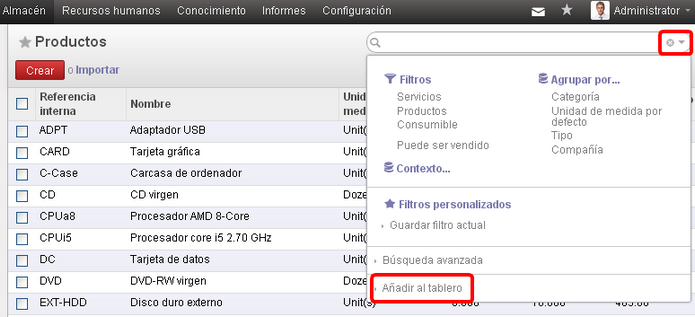 Almacén Recursos humanos Conocimiento Informes Configuración Administrator
Productos
Crear o Importar
Referencia interna Nombre
ADPT Adaptador USB Unit(
CARD Tarjeta gráfica Unit(
C-Case Carcasa de ordenador Unit(
CD CD virgen Doze
CPUa8 Procesador AMD 8-Core Unit(
CPUi5 Procesador core i5 2.70 GHz Unit(
DC Tarjeta de datos Unit(
DVD DVD-RW virgen Doze
EXT-HDD Disco duro externo Unit(s)
Filtros
Servicios
Productos
Consumible
Puede ser vendido
Contexto...
Agrupar por...
Categoría
Unidad de medida por
defecto
Tipo
Compañía
Filtros personalizados
Guardar filtro actual
Búsqueda avanzada
Añadir al tablero